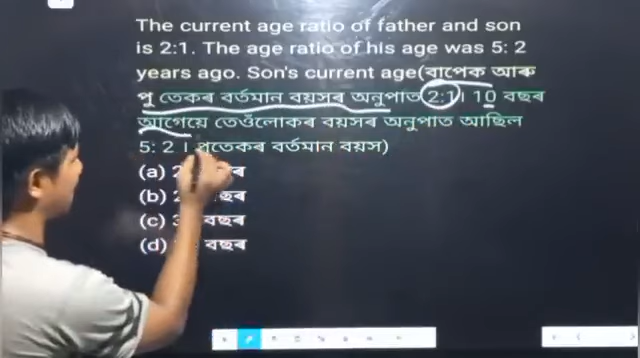 The current age ratio of father and son
is 2:1. The age ratio of his age was 5: 2
years ago. Son's current age(বাপেক আৰু
পু তেকৰ বৰ্তমান বয়সৰ অনুপাত 2:1। 10 বছৰ
আগেয়ে তেওঁলোকৰ বয়সৰ অনুপাত আছিল
5: 2 । পুতেকৰ বৰ্তমান বয়স)
(a)
(b)
(c) বছৰ
(d) বছৰ